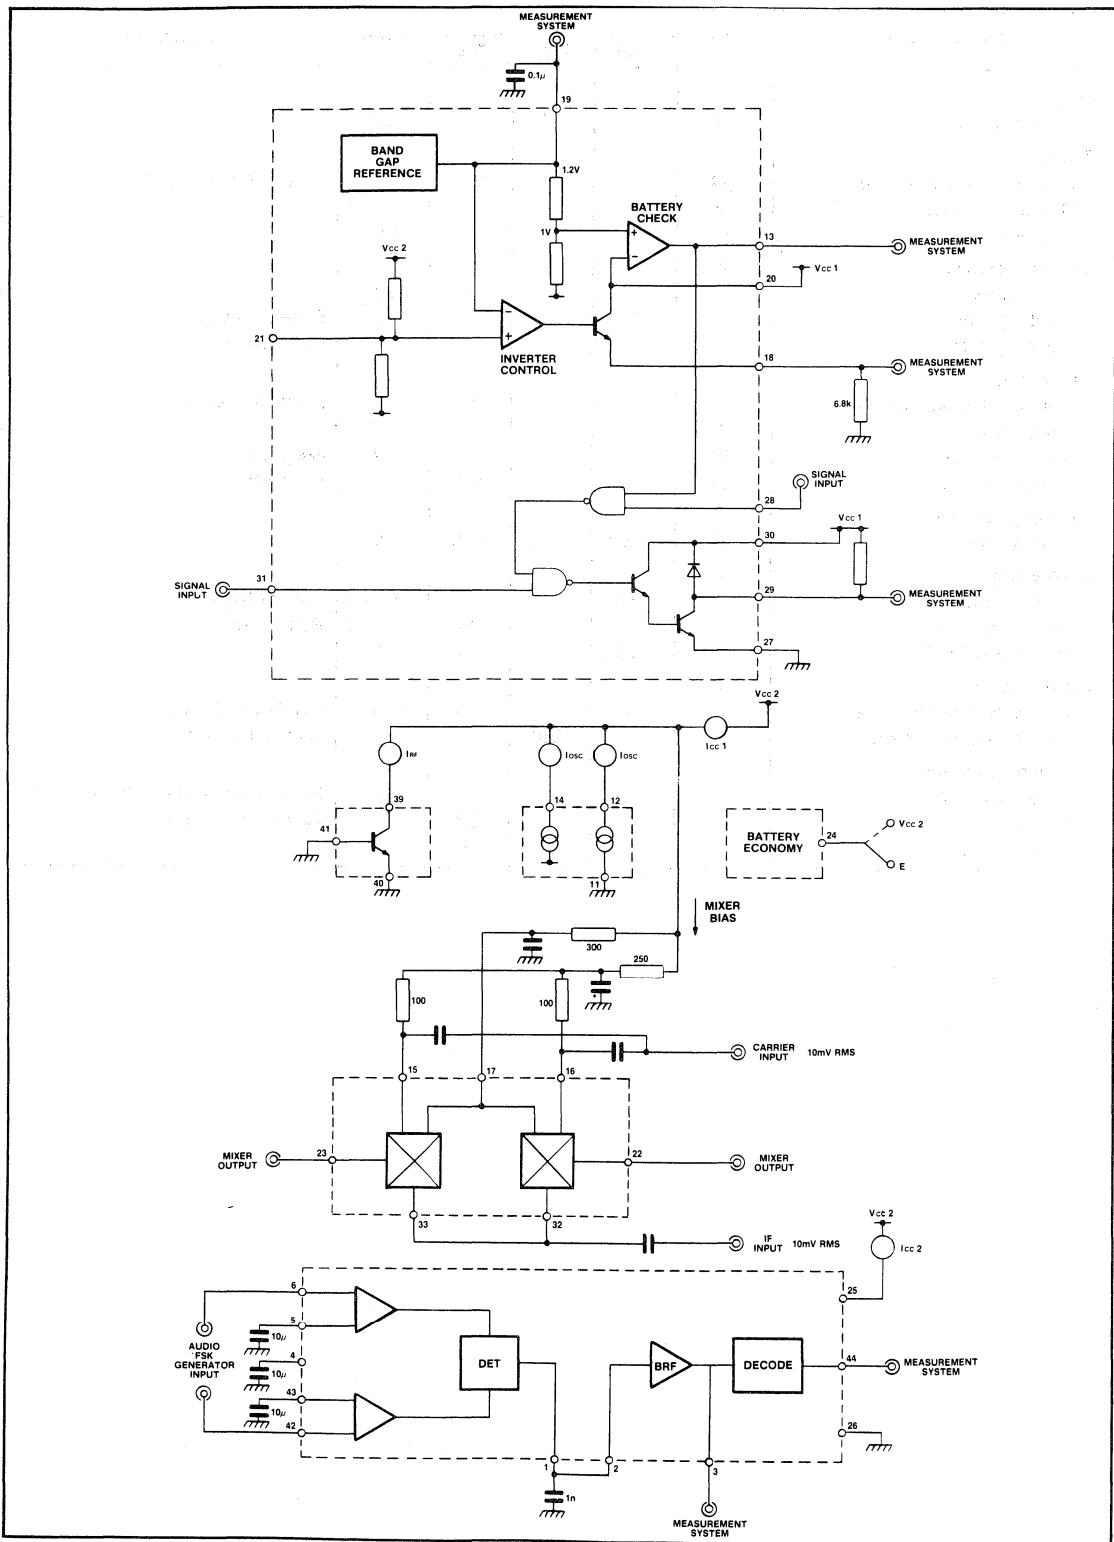 MEASUREMENT
SYSTEM
0.1µ
19
BAND
GAP
REFERENCE
1.2V
BATTERY
CHECK
1V
+
−
13
MEASUREMENT
SYSTEM
Vcc 2
Vcc 1
20
−
+
21
INVERTER
CONTROL
18
MEASUREMENT
SYSTEM
6.8k
SIGNAL
INPUT
28
Vcc 1
30
SIGNAL
INPUT
31
29
MEASUREMENT
SYSTEM
27
Vcc 2
Icc 1
IRF
Iosc
Iosc
39
14
12
41
BATTERY
ECONOMY
24
Vcc 2
E
40
11
MIXER
BIAS
300
250
100
100
CARRIER
INPUT 10mV RMS
15
17
16
MIXER
OUTPUT
23
22
MIXER
OUTPUT
33
32
IF
INPUT 10mV RMS
Vcc 2
Icc 2
6
25
5
10µ
AUDIO
FSK
GENERATOR
INPUT
4
10µ
DET
BRF
DECODE
44
MEASUREMENT
SYSTEM
43
10µ
42
26
1
2
3
1n
MEASUREMENT
SYSTEM